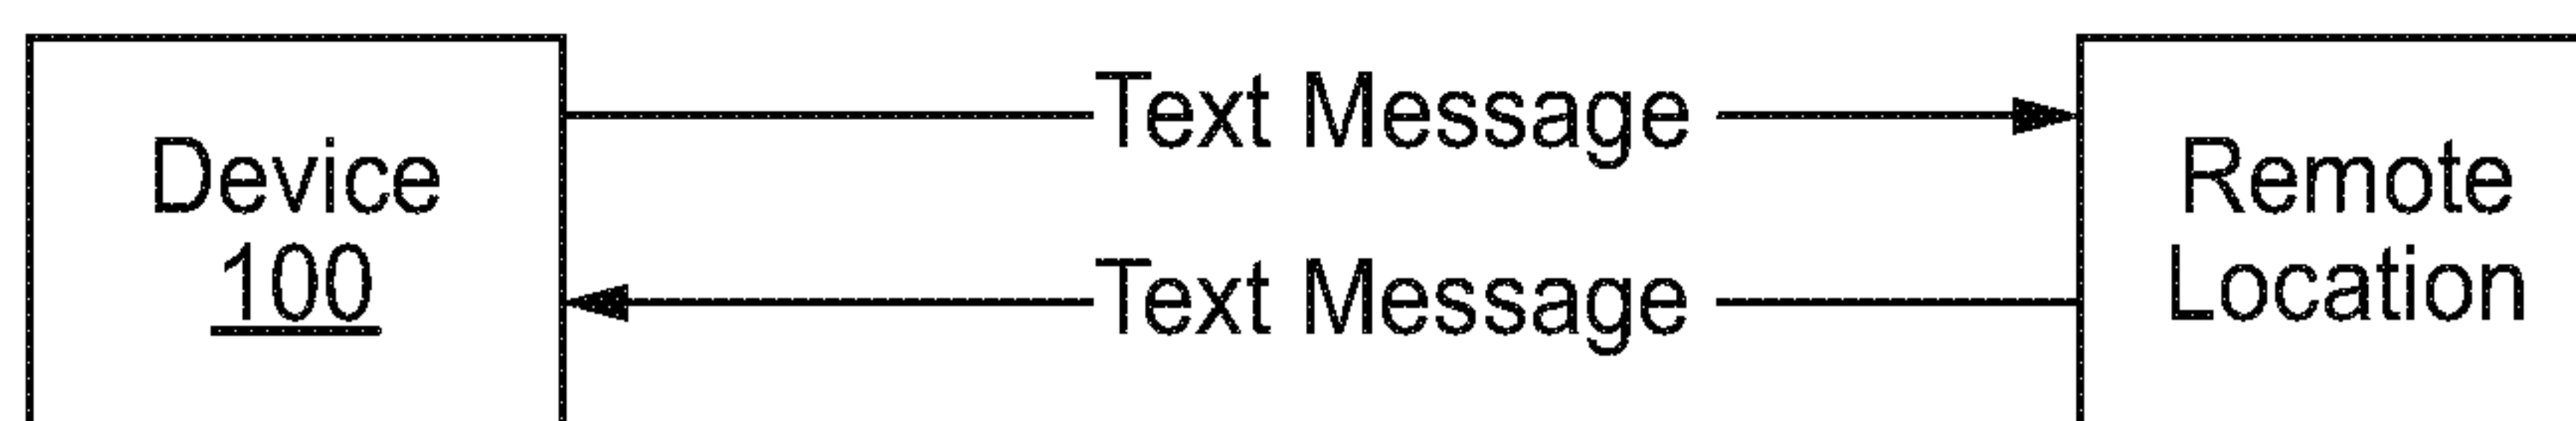 Device
100
Text Message
Text Message
Remote
Location